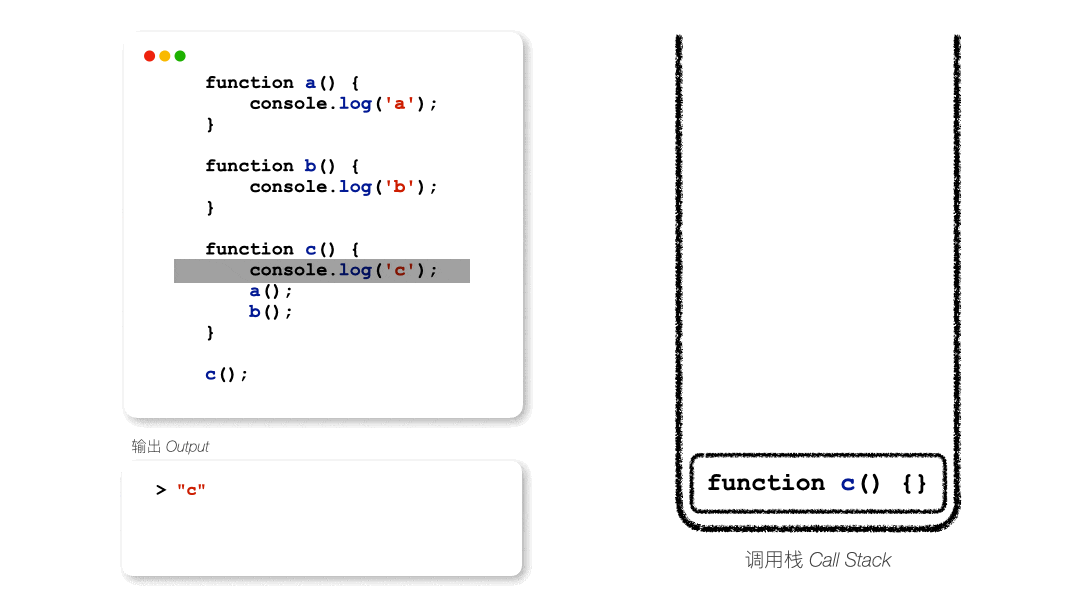 function a() {
    console.log('a');
}
function b() {
    console.log('b');
}
function c() {
    console.log('c');
    a();
    b();
}
c();
输出 Output
> "c"
function c() {}
调用栈 Call Stack